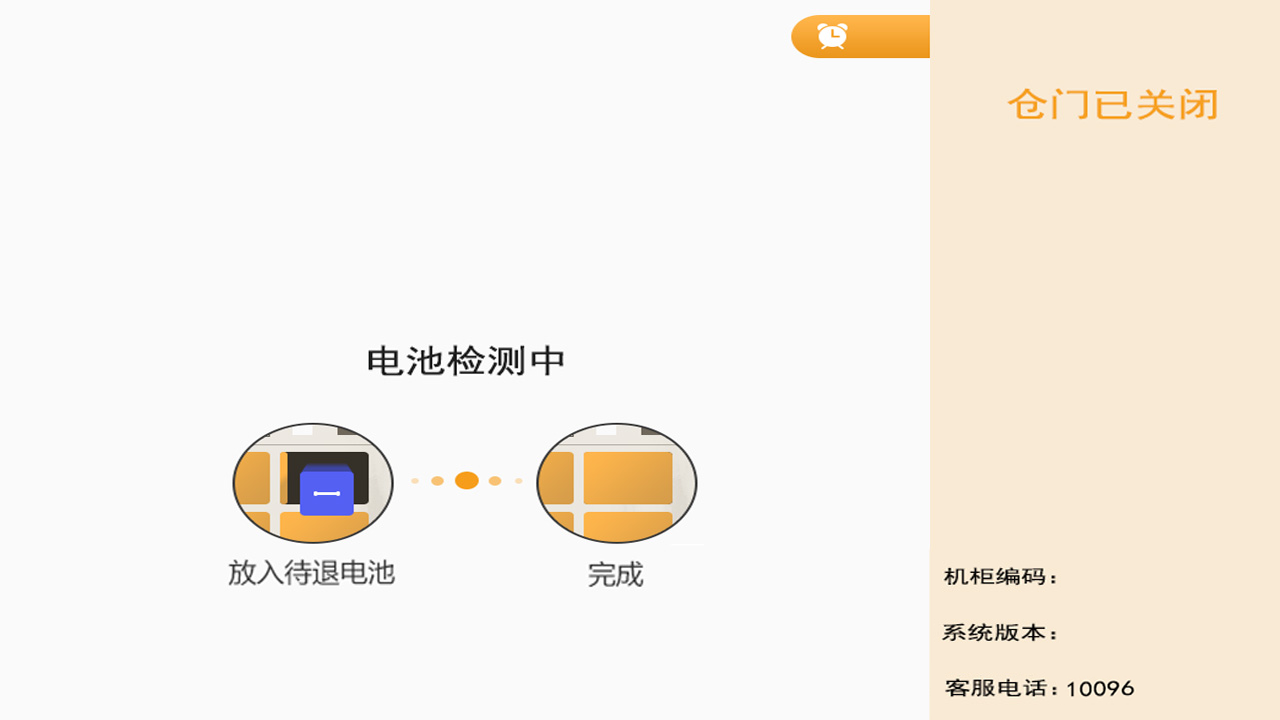 仓门已关闭
电池检测中
放入待退电池
完成
机柜编码：
系统版本：
客服电话：10096